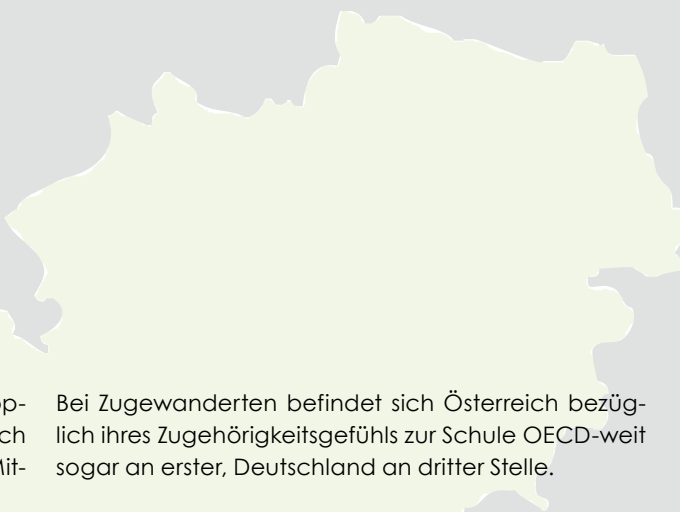 Bei Zugewanderten befindet sich Österreich bezüg-
lich ihres Zugehörigkeitsgefühls zur Schule OECD-weit
sogar an erster, Deutschland an dritter Stelle.